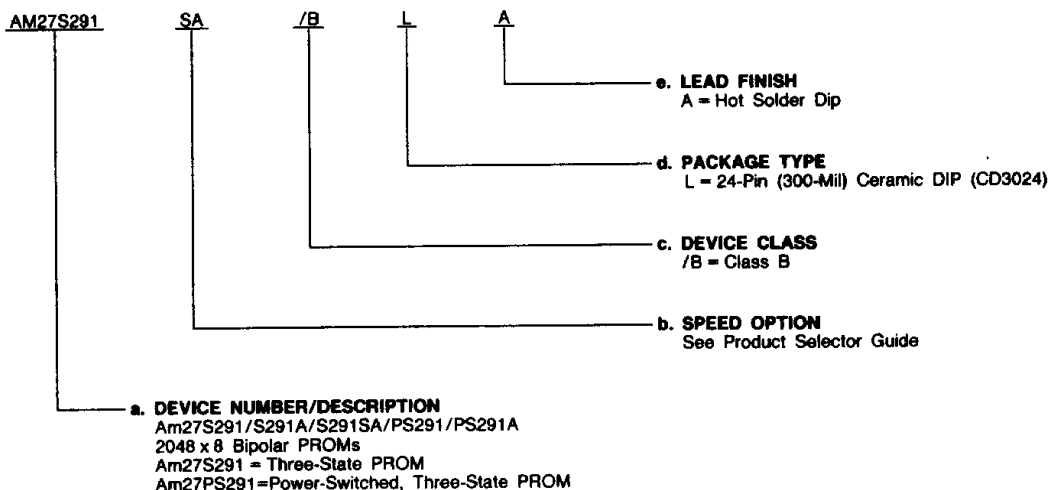 AM27S291 SA /B L A
e. LEAD FINISH
A = Hot Solder Dip
d. PACKAGE TYPE
L = 24-Pin (300-Mil) Ceramic DIP (CD3024)
c. DEVICE CLASS
/B = Class B
b. SPEED OPTION
See Product Selector Guide
a. DEVICE NUMBER/DESCRIPTION
Am27S291/S291A/S291SA/PS291/PS291A
2048 x 8 Bipolar PROMs
Am27S291 = Three-State PROM
Am27PS291=Power-Switched, Three-State PROM